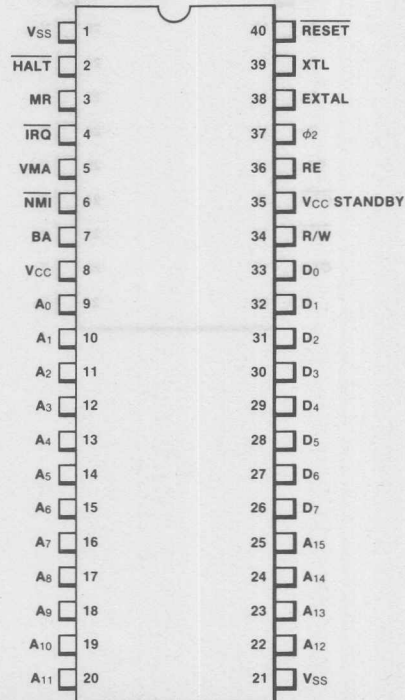 VSS 1 40 RESET
HALT 2 39 XTL
MR 3 38 EXTAL
IRQ 4 37 ϕ2
VMA 5 36 RE
NMI 6 35 VCC STANDBY
BA 7 34 R/W
VCC 8 33 D0
A0 9 32 D1
A1 10 31 D2
A2 11 30 D3
A3 12 29 D4
A4 13 28 D5
A5 14 27 D6
A6 15 26 D7
A7 16 25 A15
A8 17 24 A14
A9 18 23 A13
A10 19 22 A12
A11 20 21 VSS